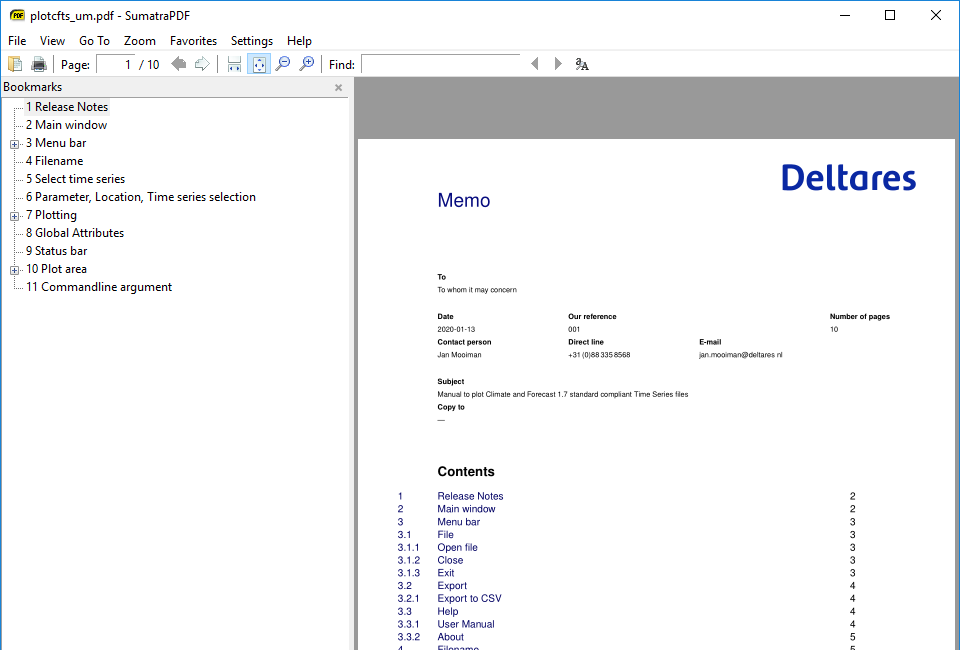 plotcfts_um.pdf - SumatraPDF
File View Go To Zoom Favorites Settings Help
Page: 1 / 10 Find:
Bookmarks
1 Release Notes
2 Main window
3 Menu bar
4 Filename
5 Select time series
6 Parameter, Location, Time series selection
7 Plotting
8 Global Attributes
9 Status bar
10 Plot area
11 Commandline argument
Deltares
Memo
To
To whom it may concern
Date Our reference Number of pages
2020-01-13 001 10
Contact person Direct line E-mail
Jan Mooiman +31 (0)88 335 8568 jan.mooiman@deltares nl
Subject
Manual to plot Climate and Forecast 1.7 standard compliant Time Series files
Copy to
—
Contents
1 Release Notes 2
2 Main window 2
3 Menu bar 3
3.1 File 3
3.1.1 Open file 3
3.1.2 Close 3
3.1.3 Exit 3
3.2 Export 4
3.2.1 Export to CSV 4
3.3 Help 4
3.3.1 User Manual 4
3.3.2 About 5
4 Filename 5